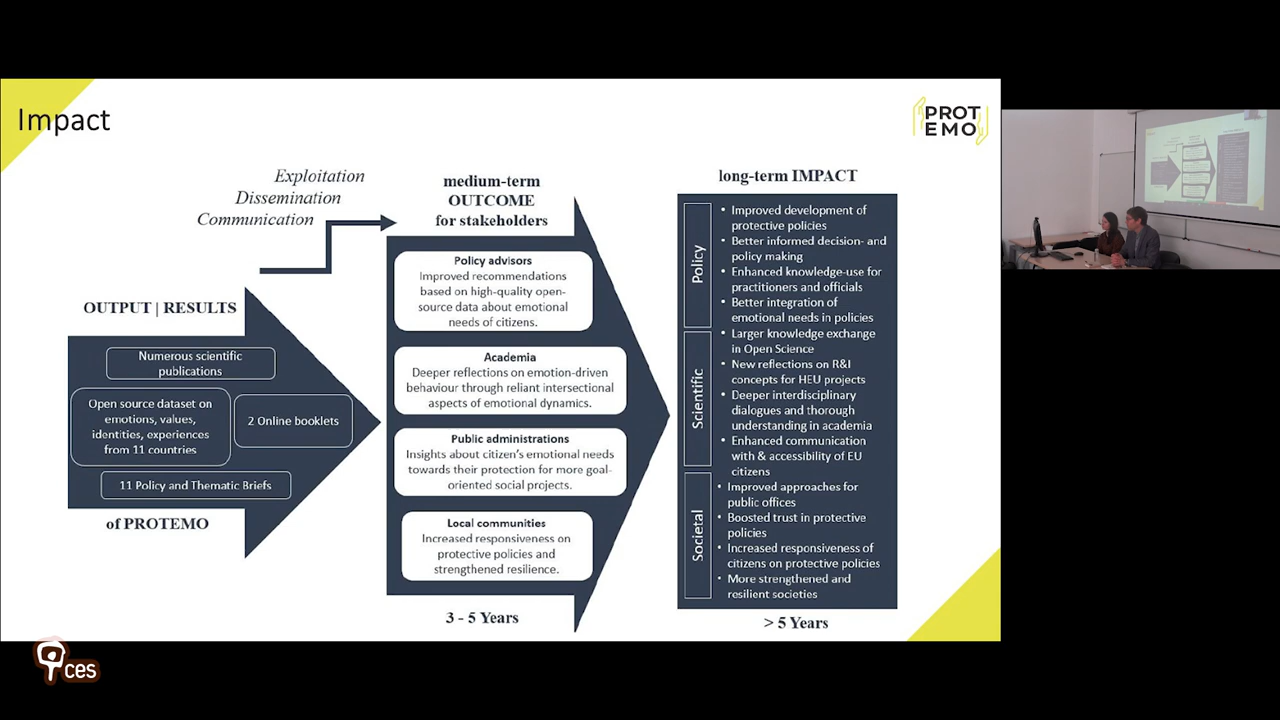 Impact
PROT
EMO
Exploitation
Dissemination
Communication
OUTPUT | RESULTS
Numerous scientific
publications
Open source dataset on
emotions, values,
identities, experiences
from 11 countries
2 Online booklets
11 Policy and Thematic Briefs
of PROTEMO
medium-term
OUTCOME
for stakeholders
Policy advisors
Improved recommendations
based on high-quality open-
source data about emotional
needs of citizens.
Academia
Deeper reflections on emotion-driven
behaviour through reliant intersectional
aspects of emotional dynamics.
Public administrations
Insights about citizen's emotional needs
towards their protection for more goal-
oriented social projects.
Local communities
Increased responsiveness on
protective policies and
strengthened resilience.
3 - 5 Years
long-term IMPACT
Policy
• Improved development of
protective policies
• Better informed decision- and
policy making
• Enhanced knowledge-use for
practitioners and officials
• Better integration of
emotional needs in policies
Scientific
• Larger knowledge exchange
in Open Science
• New reflections on R&I
concepts for HEU projects
• Deeper interdisciplinary
dialogues and thorough
understanding in academia
• Enhanced communication
with & accessibility of EU
citizens
Societal
• Improved approaches for
public offices
• Boosted trust in protective
policies
• Increased responsiveness of
citizens on protective policies
• More strengthened and
resilient societies
> 5 Years
ces